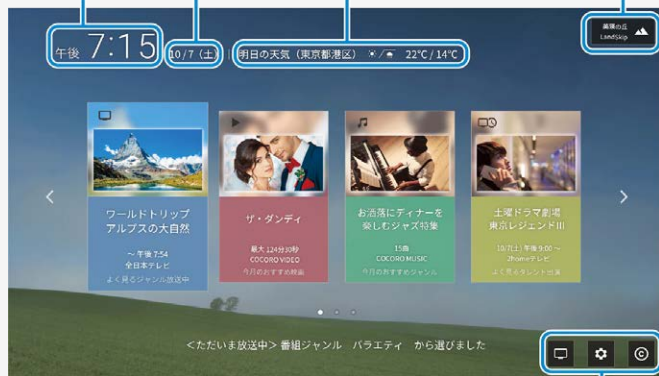 午後 7:15 10/7 (土) | 明日の天気（東京都港区） 22℃/14℃
美瑛の丘
LandSkip
ワールドトリップ
アルプスの大自然
～ 午後 7:54
全日本テレビ
よく見るジャンル放送中
ザ・ダンディ
最大 124分30秒
COCORO VIDEO
今月のおすすめ映画
お洒落にディナーを
楽しむジャズ特集
15曲
COCORO MUSIC
今月のおすすめジャンル
土曜ドラマ劇場
東京レジェンドIII
10/7(土) 午後 9:00 ～
2homeテレビ
よく見るタレント出演
＜ただいま放送中＞ 番組ジャンル バラエティ から選びました